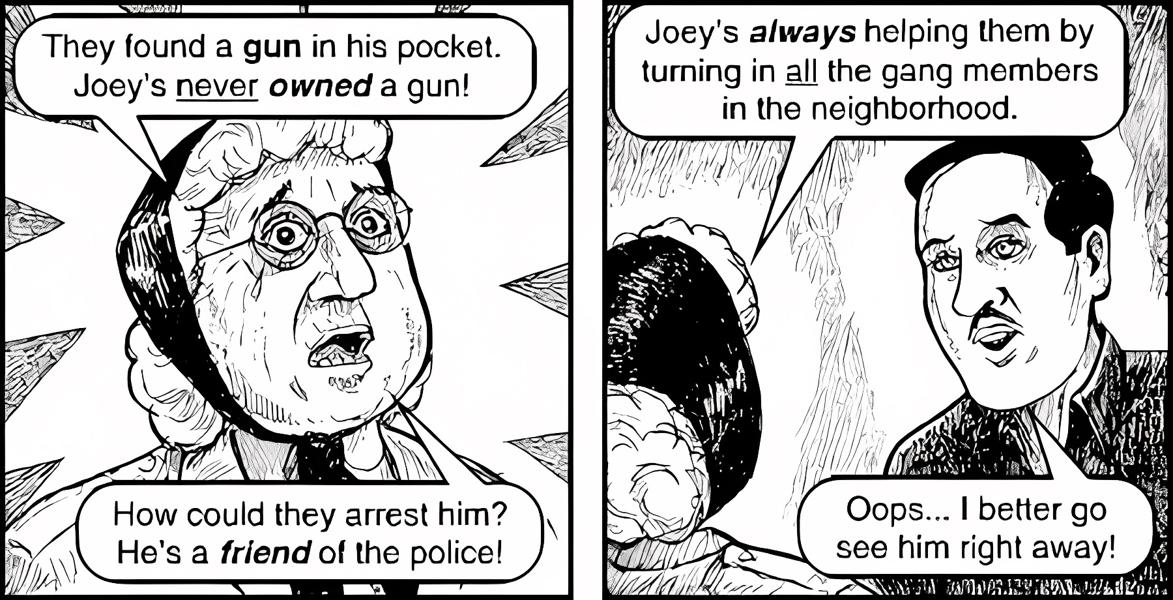 They found a gun in his pocket.
Joey's never owned a gun!
How could they arrest him?
He's a friend of the police!
Joey's always helping them by
turning in all the gang members
in the neighborhood.
Oops... I better go
see him right away!